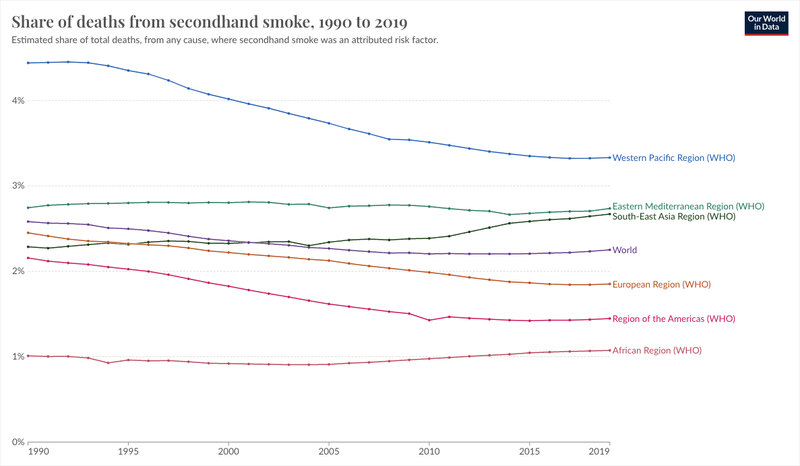 Share of deaths from secondhand smoke, 1990 to 2019
Estimated share of total deaths, from any cause, where secondhand smoke was an attributed risk factor.
Our World
in Data
4%
3%
2%
1%
0%
Western Pacific Region (WHO)
Eastern Mediterranean Region (WHO)
South-East Asia Region (WHO)
World
European Region (WHO)
Region of the Americas (WHO)
African Region (WHO)
1990
1995
2000
2005
2010
2015
2019